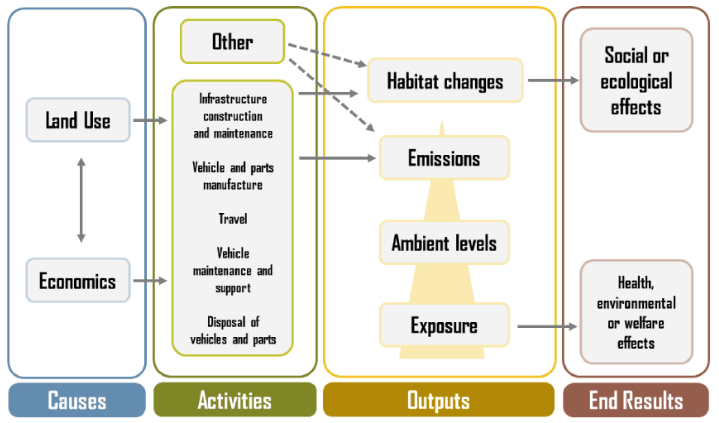 Land Use
Economics
Causes
Other
Infrastructure
construction
and maintenance
Vehicle and parts
manufacture
Travel
Vehicle
maintenance and
support
Disposal of
vehicles and parts
Activities
Habitat changes
Emissions
Ambient levels
Exposure
Outputs
Social or
ecological
effects
Health,
environmental
or welfare
effects
End Results